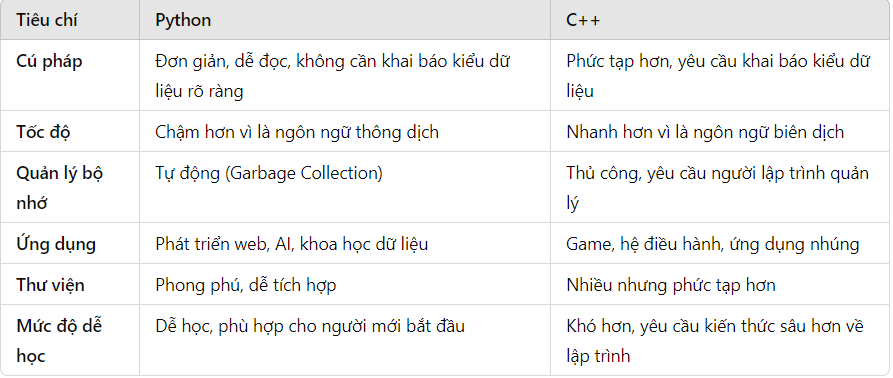 Tiêu chí Python C++
Cú pháp Đơn giản, dễ đọc, không cần khai báo kiểu dữ Phức tạp hơn, yêu cầu khai báo kiểu dữ
liệu rõ ràng liệu
Tốc độ Chậm hơn vì là ngôn ngữ thông dịch Nhanh hơn vì là ngôn ngữ biên dịch
Quản lý bộ Tự động (Garbage Collection) Thủ công, yêu cầu người lập trình quản
nhớ lý
Ứng dụng Phát triển web, AI, khoa học dữ liệu Game, hệ điều hành, ứng dụng nhúng
Thư viện Phong phú, dễ tích hợp Nhiều nhưng phức tạp hơn
Mức độ dễ Dễ học, phù hợp cho người mới bắt đầu Khó hơn, yêu cầu kiến thức sâu hơn về
học lập trình